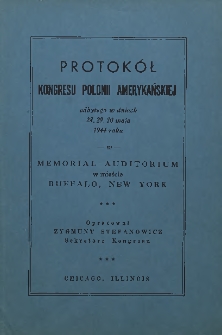 PROTOKÓŁ
KONGRESU POLONII AMERYKAŃSKIEJ
odbytego w dniach
28, 29, 30 maja
1944 roku
w
MEMORIAL AUDITORIUM
w mieście
BUFFALO, NEW YORK
* * *
Opracował
ZYGMUNT STEFANOWICZ
Sekretarz Kongresu
* * *
CHICAGO, ILLINOIS